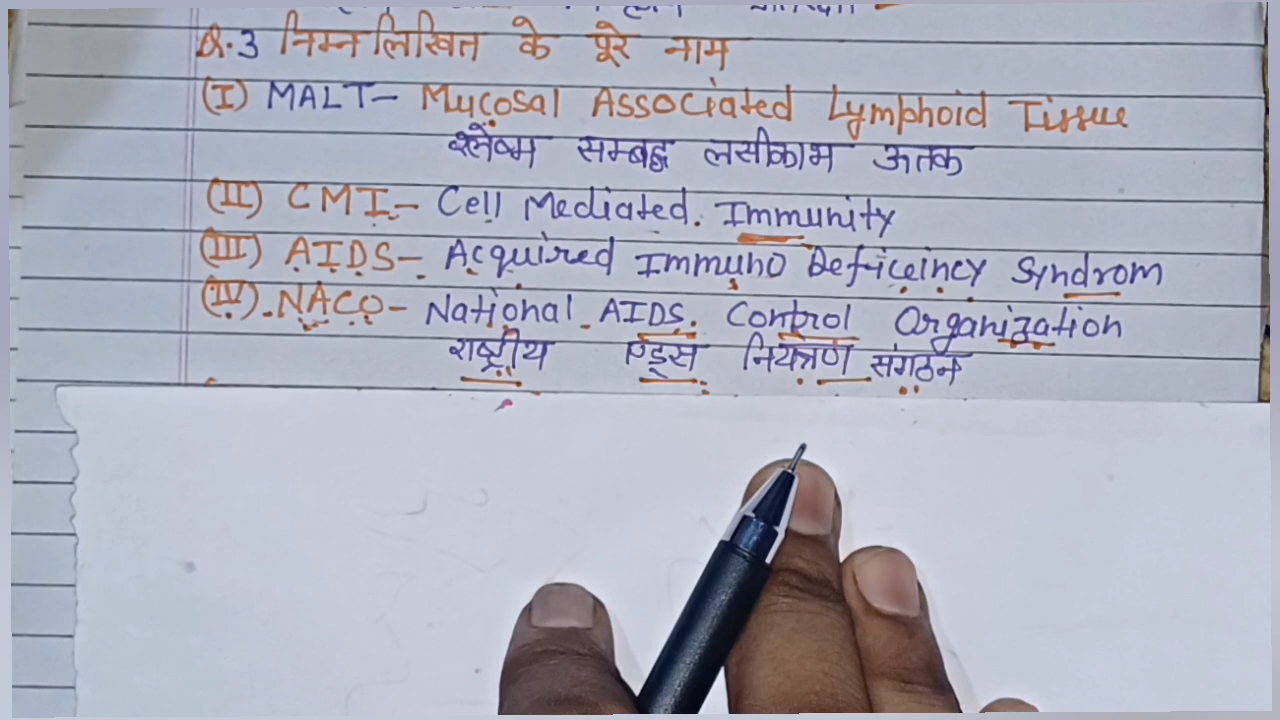 Q.3 निम्नलिखित के पूरे नाम
(I) MALT- Mucosal Associated Lymphoid Tissue
श्लेष्म सम्बद्ध लसीकाभ ऊतक
(II) CMI- Cell Mediated Immunity
(III) AIDS- Acquired Immuno Deficeincy Syndrom
(IV) NACO- National AIDS Control Organization
राष्ट्रीय एड्स नियंत्रण संगठन